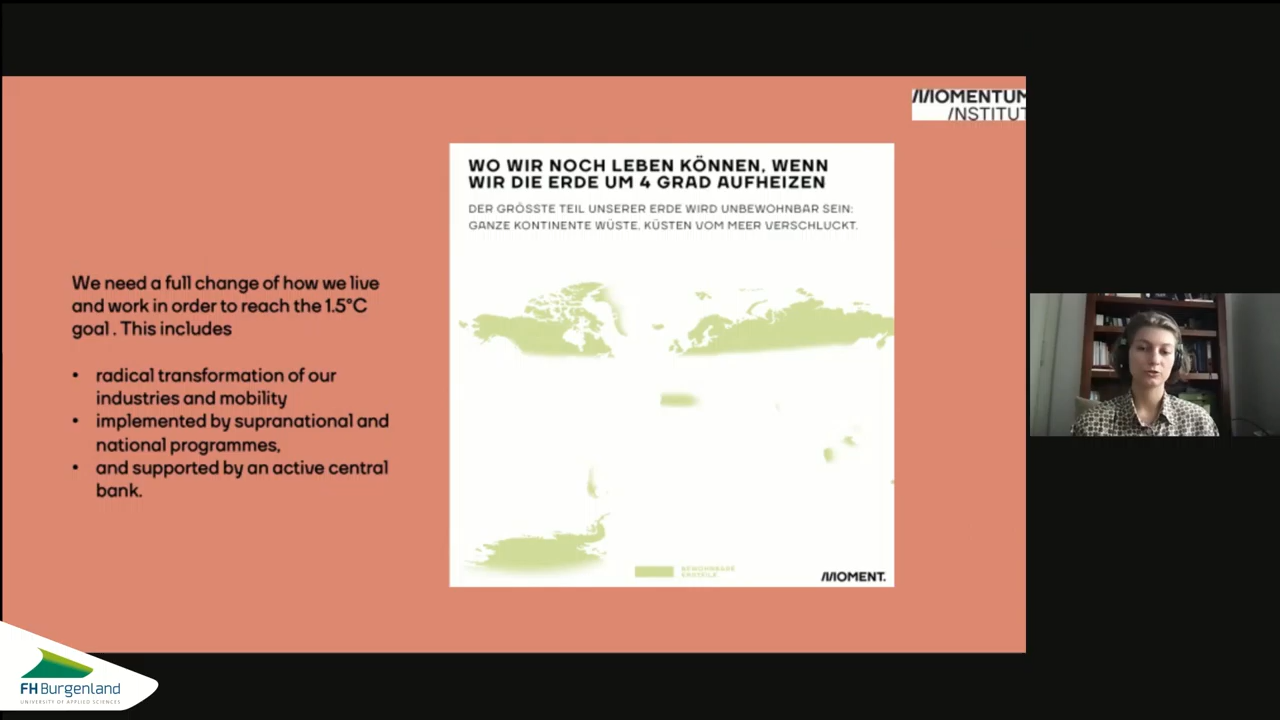 MOMENTUM
INSTITUT
WO WIR NOCH LEBEN KÖNNEN, WENN
WIR DIE ERDE UM 4 GRAD AUFHEIZEN
DER GRÖSSTE TEIL UNSERER ERDE WIRD UNBEWOHNBAR SEIN:
GANZE KONTINENTE WÜSTE, KÜSTEN VOM MEER VERSCHLUCKT.
We need a full change of how we live
and work in order to reach the 1.5°C
goal . This includes
• radical transformation of our
industries and mobility
• implemented by supranational and
national programmes,
• and supported by an active central
bank.
BEWOHNBARE
MOMENT.
FH Burgenland
UNIVERSITY OF APPLIED SCIENCES